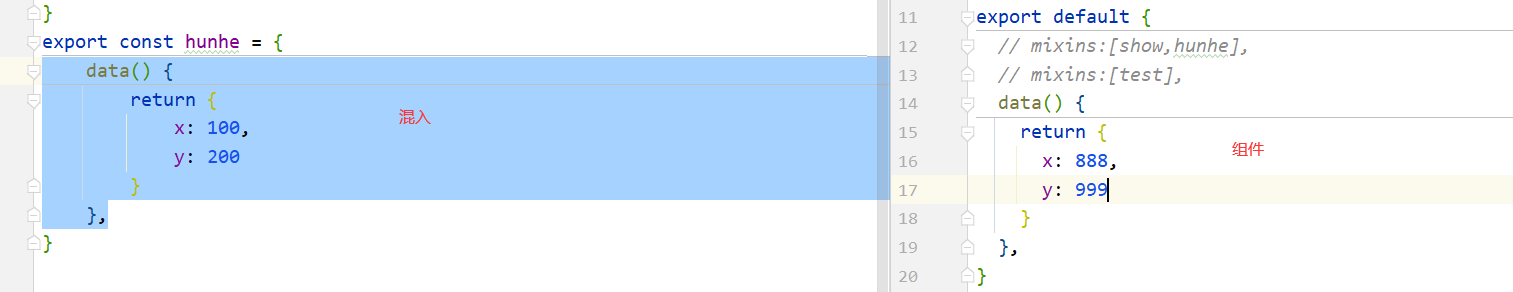 }
export const hunhe = {
data() {
return {
x: 100,
y: 200
}
},
}
混入
11 export default {
12 // mixins:[show,hunhe],
13 // mixins:[test],
14 data() {
15 return {
16 x: 888,
17 y: 999
18 }
19 },
20 }
组件